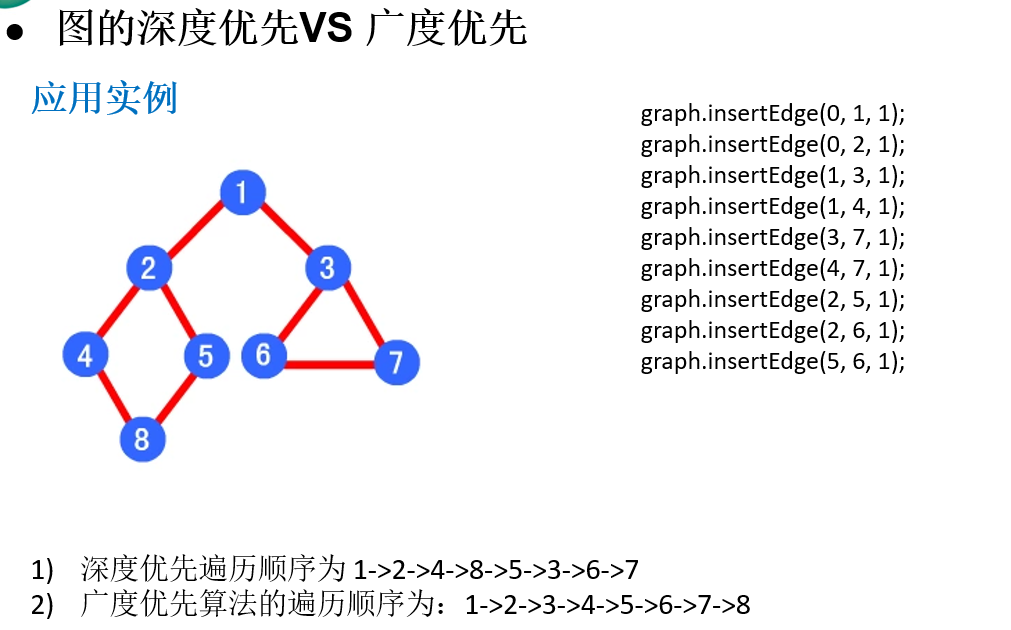 ● 图的深度优先VS 广度优先
应用实例
graph.insertEdge(0, 1, 1);
graph.insertEdge(0, 2, 1);
graph.insertEdge(1, 3, 1);
graph.insertEdge(1, 4, 1);
graph.insertEdge(3, 7, 1);
graph.insertEdge(4, 7, 1);
graph.insertEdge(2, 5, 1);
graph.insertEdge(2, 6, 1);
graph.insertEdge(5, 6, 1);
1
2 3
4 5 6 7
8
1) 深度优先遍历顺序为 1->2->4->8->5->3->6->7
2) 广度优先算法的遍历顺序为：1->2->3->4->5->6->7->8